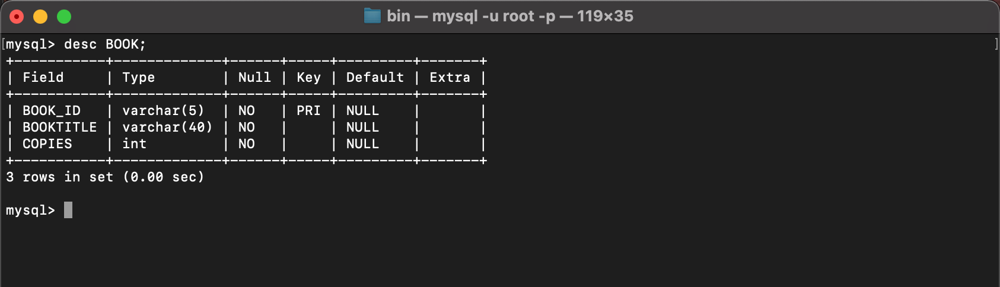 bin — mysql -u root -p — 119×35
[mysql> desc BOOK; ]
+-----------+-------------+------+-----+---------+-------+
| Field     | Type        | Null | Key | Default | Extra |
+-----------+-------------+------+-----+---------+-------+
| BOOK_ID   | varchar(5)  | NO   | PRI | NULL    |       |
| BOOKTITLE | varchar(40) | NO   |     | NULL    |       |
| COPIES    | int         | NO   |     | NULL    |       |
+-----------+-------------+------+-----+---------+-------+
3 rows in set (0.00 sec)
mysql>